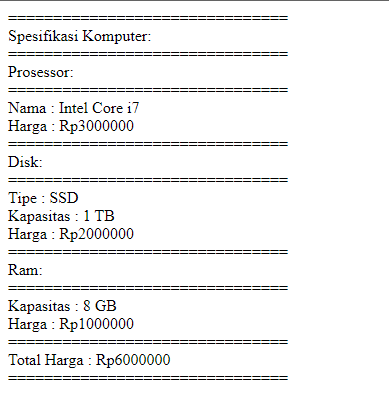 ===============================
Spesifikasi Komputer:
===============================
Prosessor:
===============================
Nama : Intel Core i7
Harga : Rp3000000
===============================
Disk:
===============================
Tipe : SSD
Kapasitas : 1 TB
Harga : Rp2000000
===============================
Ram:
===============================
Kapasitas : 8 GB
Harga : Rp1000000
===============================
Total Harga : Rp6000000
===============================